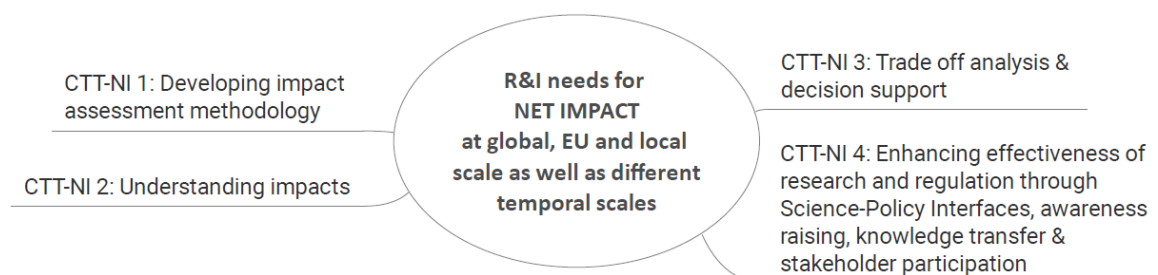 CTT-NI 1: Developing impact
assessment methodology
CTT-NI 2: Understanding impacts
R&I needs for
NET IMPACT
at global, EU and local
scale as well as different
temporal scales
CTT-NI 3: Trade off analysis &
decision support
CTT-NI 4: Enhancing effectiveness of
research and regulation through
Science-Policy Interfaces, awareness
raising, knowledge transfer &
stakeholder participation